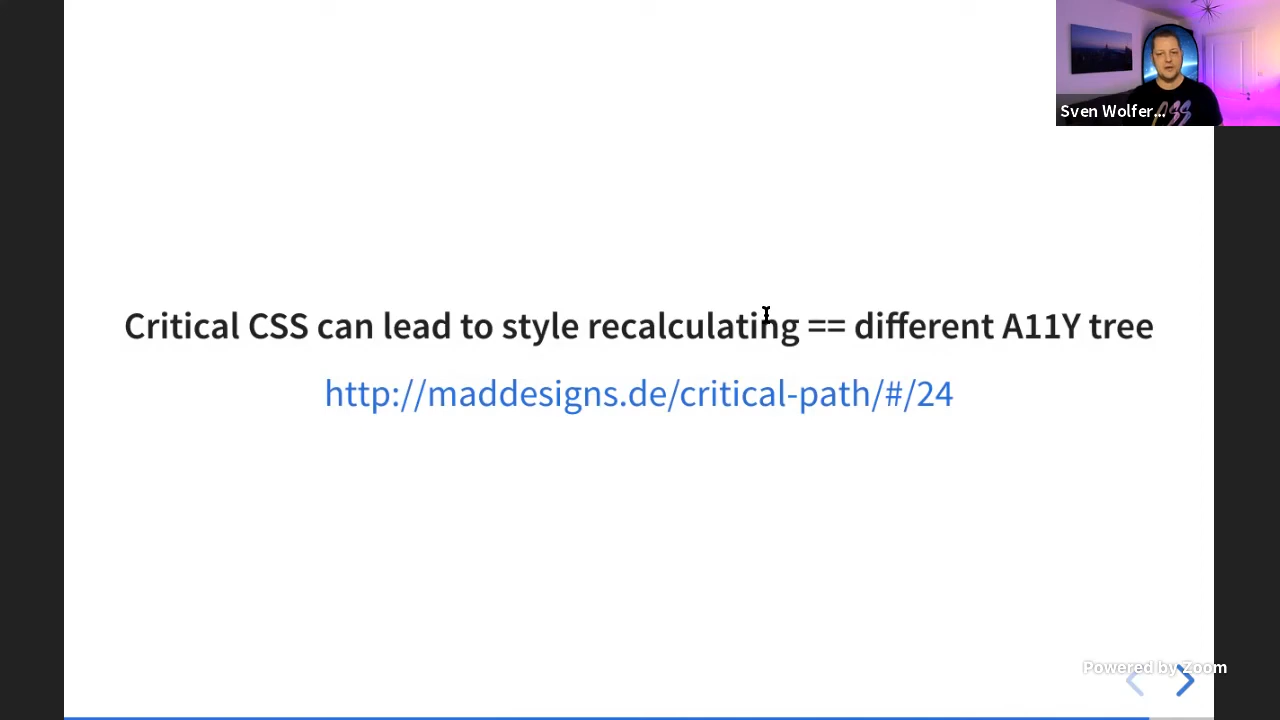 Sven Wolfer...
Critical CSS can lead to style recalculating == different A11Y tree
http://maddesigns.de/critical-path/#/24
Powered by Zoom